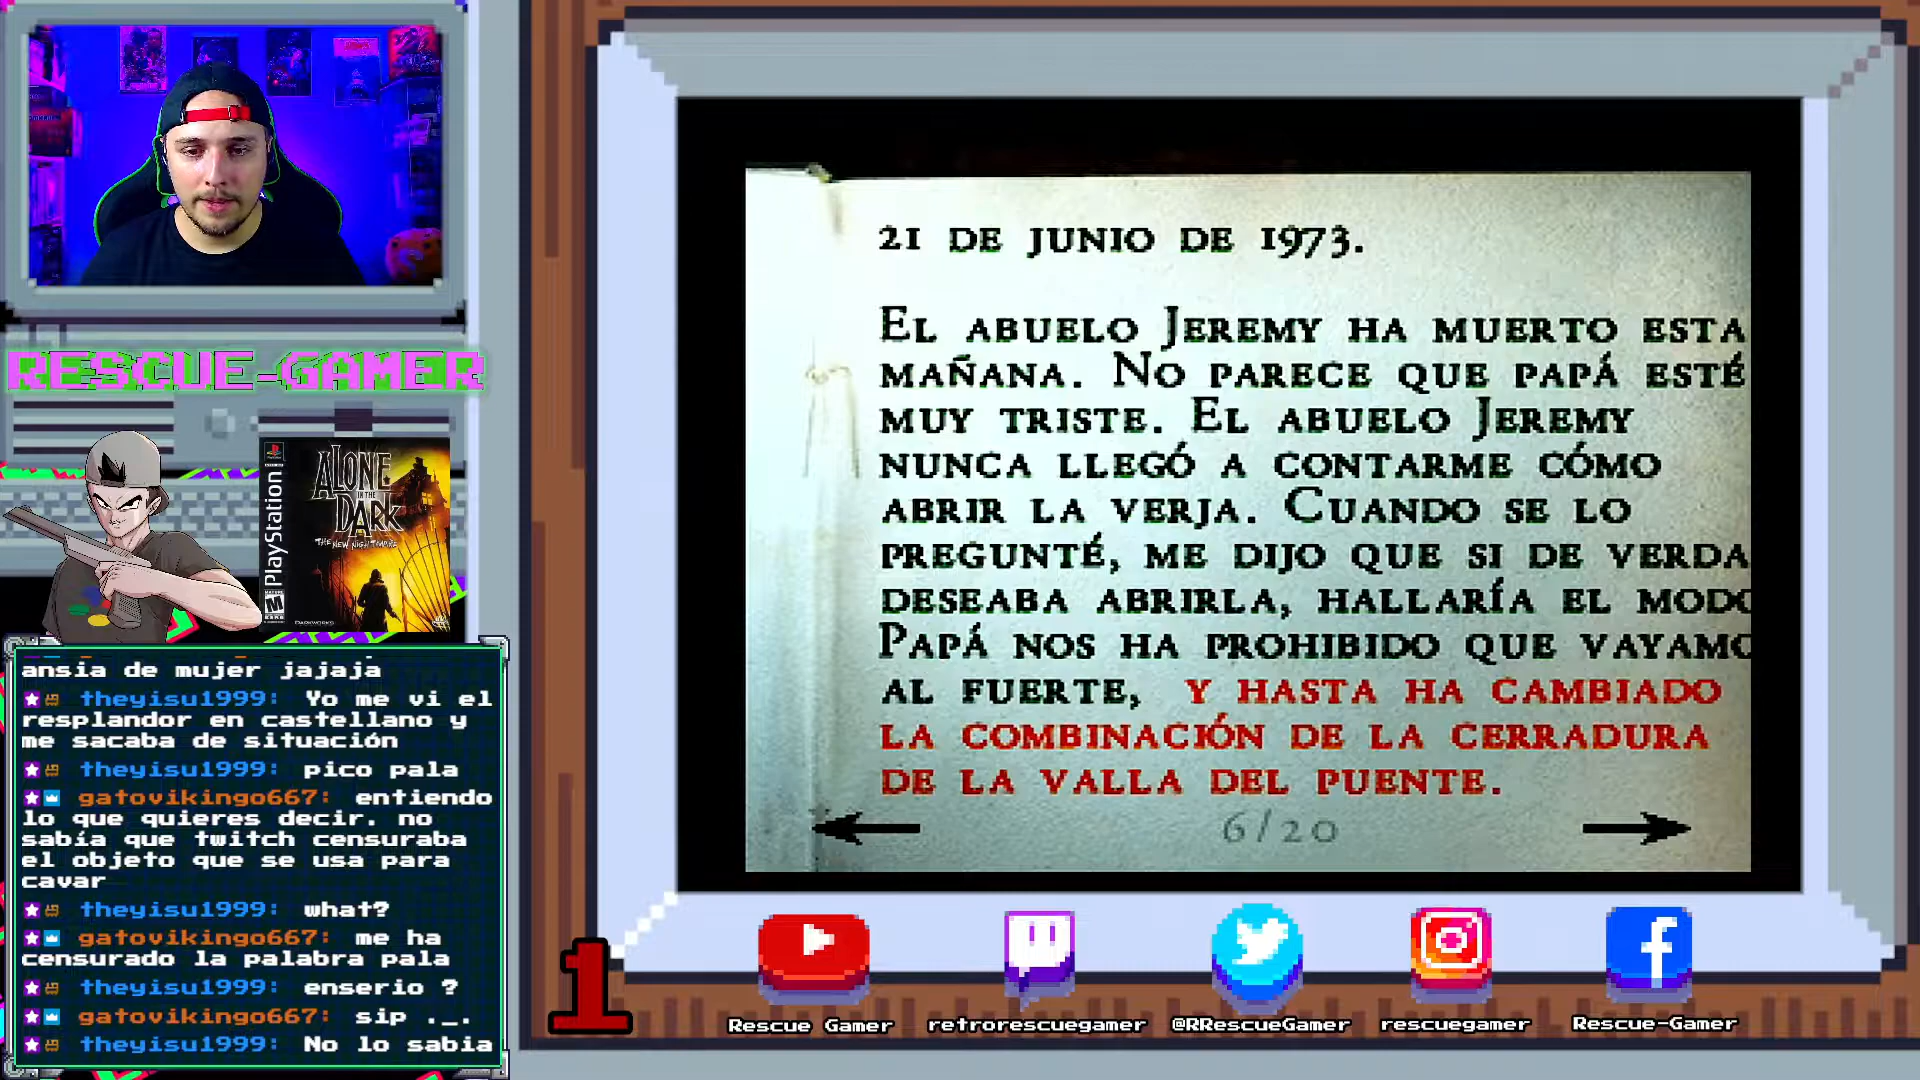 RESCUE-GAMER
PlayStation
ALONE
IN THE
DARK
THE NEW NIGHTMARE
M
DARKWORKS
ansia de mujer jajaja
theyisu1999: Yo me vi el
resplandor en castellano y
me sacaba de situación
theyisu1999: pico pala
gatovikingo667: entiendo
lo que quieres decir. no
sabía que twitch censuraba
el objeto que se usa para
cavar
theyisu1999: what?
gatovikingo667: me ha
censurado la palabra pala
theyisu1999: enserio ?
gatovikingo667: sip ._.
theyisu1999: No lo sabia
21 DE JUNIO DE 1973.
EL ABUELO JEREMY HA MUERTO ESTA
MAÑANA. NO PARECE QUE PAPÁ ESTÉ
MUY TRISTE. EL ABUELO JEREMY
NUNCA LLEGÓ A CONTARME CÓMO
ABRIR LA VERJA. CUANDO SE LO
PREGUNTÉ, ME DIJO QUE SI DE VERDA
DESEABA ABRIRLA, HALLARÍA EL MODO
PAPÁ NOS HA PROHIBIDO QUE VAYAMO
AL FUERTE, Y HASTA HA CAMBIADO
LA COMBINACIÓN DE LA CERRADURA
DE LA VALLA DEL PUENTE.
6/20
1
Rescue Gamer
retrorescuegamer
@RRescueGamer
rescuegamer
Rescue-Gamer